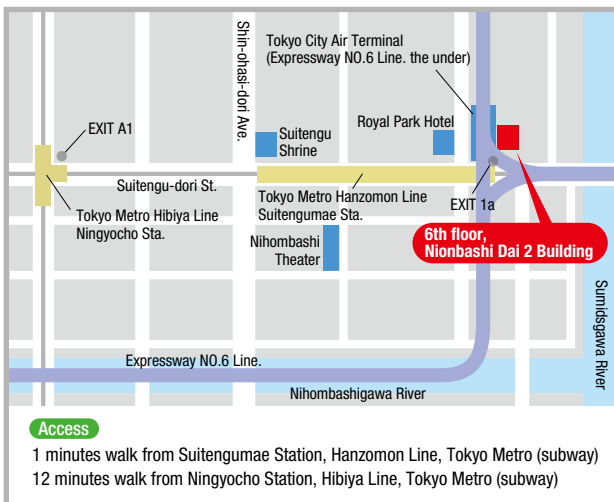 Shin-ohasi-dori Ave.
Tokyo City Air Terminal
(Expressway NO.6 Line. the under)
EXIT A1
Suitengu
Shrine
Royal Park Hotel
Suitengu-dori St.
Tokyo Metro Hibiya Line
Ningyocho Sta.
Tokyo Metro Hanzomon Line
Suitengumae Sta.
EXIT 1a
6th floor,
Nionbashi Dai 2 Building
Nihombashi
Theater
Sumidsgawa River
Expressway NO.6 Line.
Nihombashigawa River
Access
1 minutes walk from Suitengumae Station, Hanzomon Line, Tokyo Metro (subway)
12 minutes walk from Ningyocho Station, Hibiya Line, Tokyo Metro (subway)